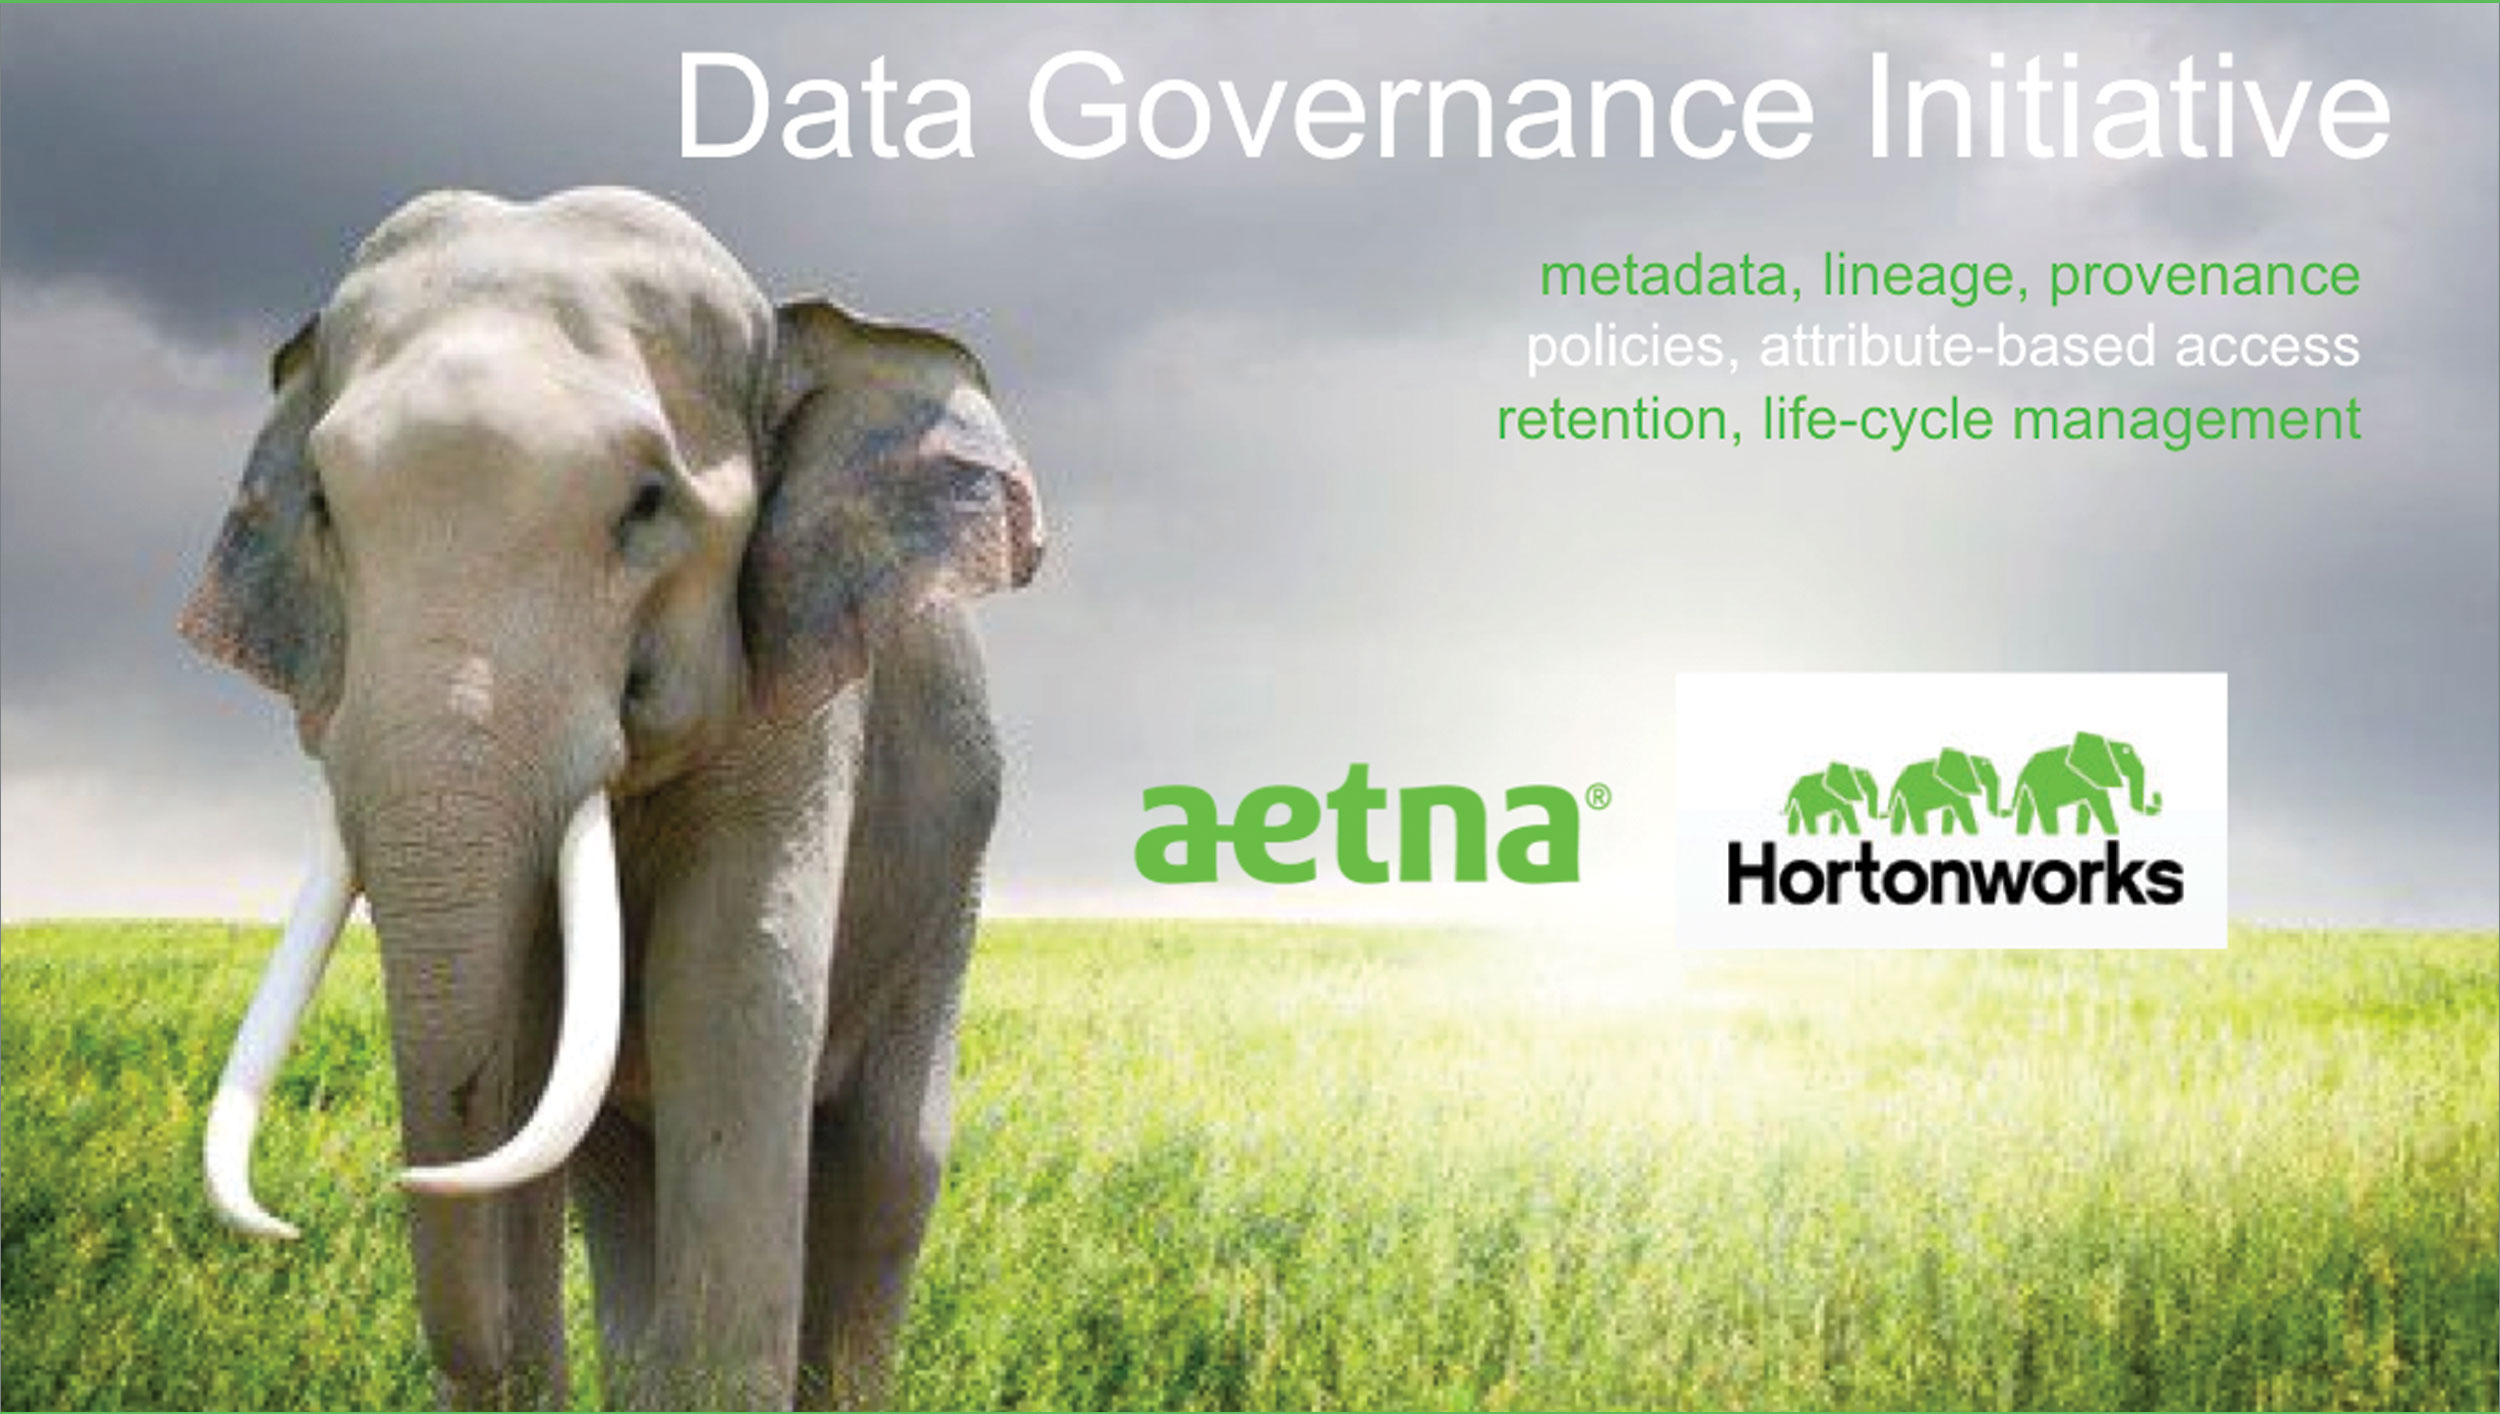 Data Governance Initiative
metadata, lineage, provenance
policies, attribute-based access
retention, life-cycle management
aetna®
Hortonworks